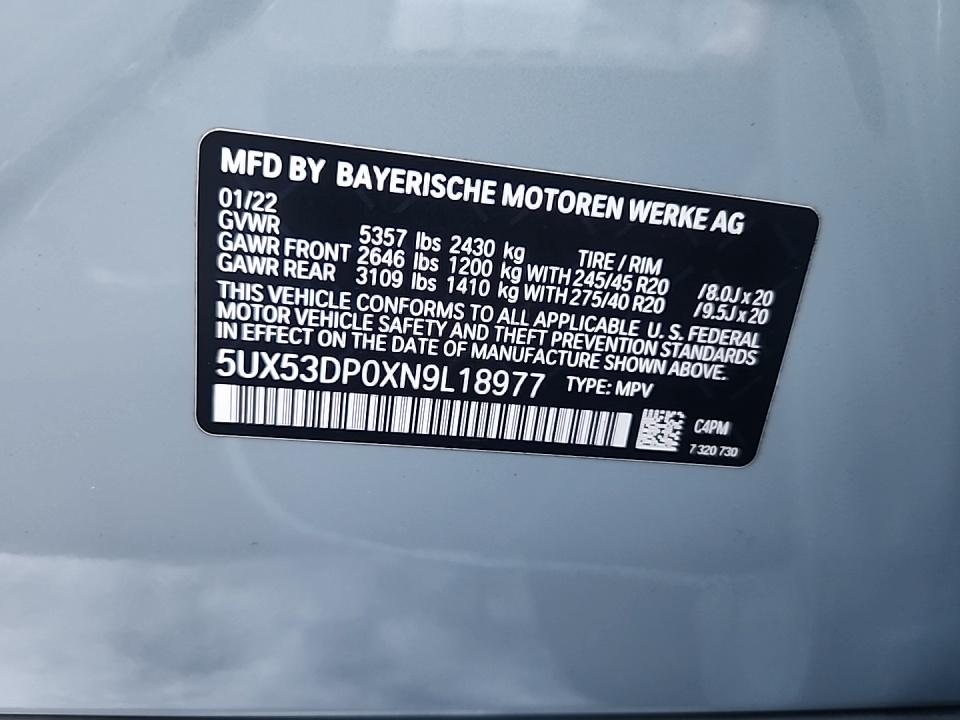 MFD BY BAYERISCHE MOTOREN WERKE AG
01/22
GVWR 5357 lbs 2430 kg TIRE / RIM
GAWR FRONT 2646 lbs 1200 kg WITH 245/45 R20 /8.0J x 20
GAWR REAR 3109 lbs 1410 kg WITH 275/40 R20 /9.5J x 20
THIS VEHICLE CONFORMS TO ALL APPLICABLE U. S. FEDERAL
MOTOR VEHICLE SAFETY AND THEFT PREVENTION STANDARDS
IN EFFECT ON THE DATE OF MANUFACTURE SHOWN ABOVE.
5UX53DP0XN9L18977 TYPE: MPV
C4PM
7 320 730